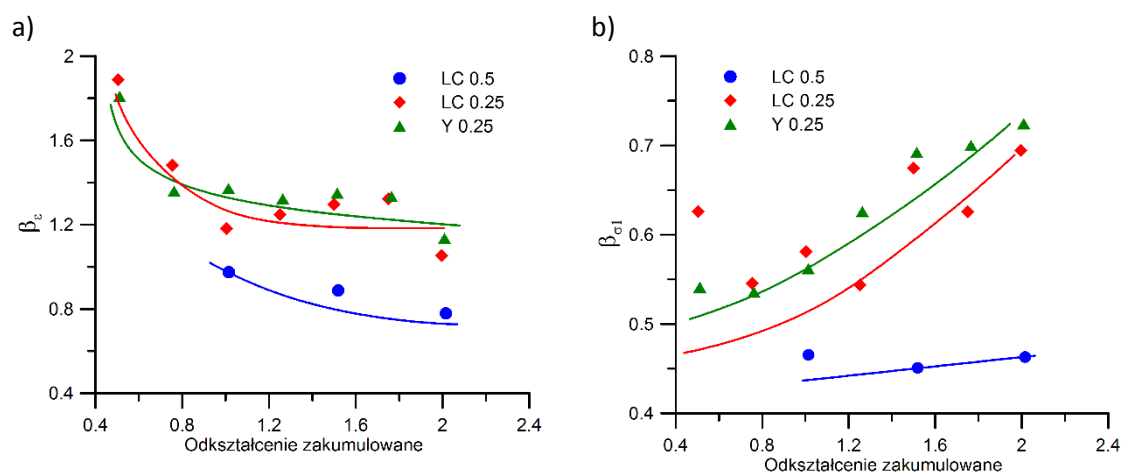 a)
2
1.6
1.2
0.8
0.4
βε
LC 0.5
LC 0.25
Y 0.25
0.4 0.8 1.2 1.6 2 2.4
Odkształcenie zakumulowane
b)
0.8
0.7
0.6
0.5
0.4
βσ1
LC 0.5
LC 0.25
Y 0.25
0.4 0.8 1.2 1.6 2 2.4
Odkształcenie zakumulowane